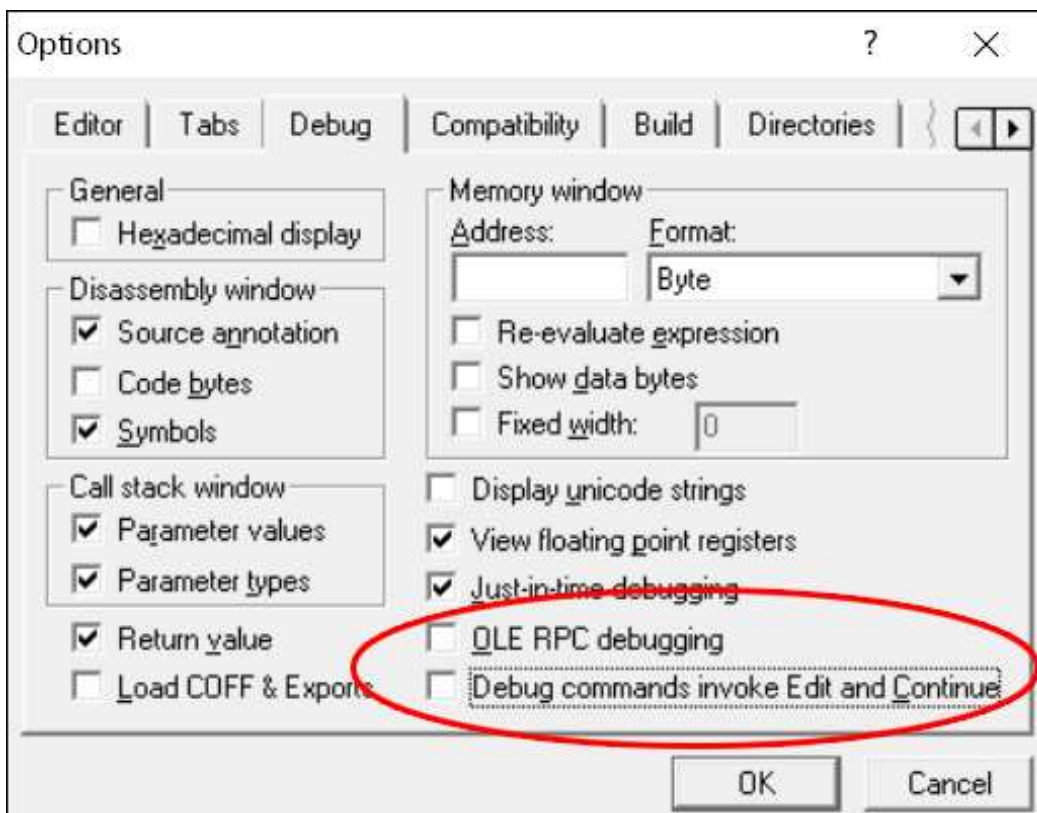 Options ?
Editor Tabs Debug Compatibility Build Directories
General
Hexadecimal display
Disassembly window
Source annotation
Code bytes
Symbols
Call stack window
Parameter values
Parameter types
Return value
Load COFF & Exports
Memory window
Address: Format:
Byte
Re-evaluate expression
Show data bytes
Fixed width: 0
Display unicode strings
View floating point registers
Just-in-time debugging
OLE RPC debugging
Debug commands invoke Edit and Continue
OK Cancel